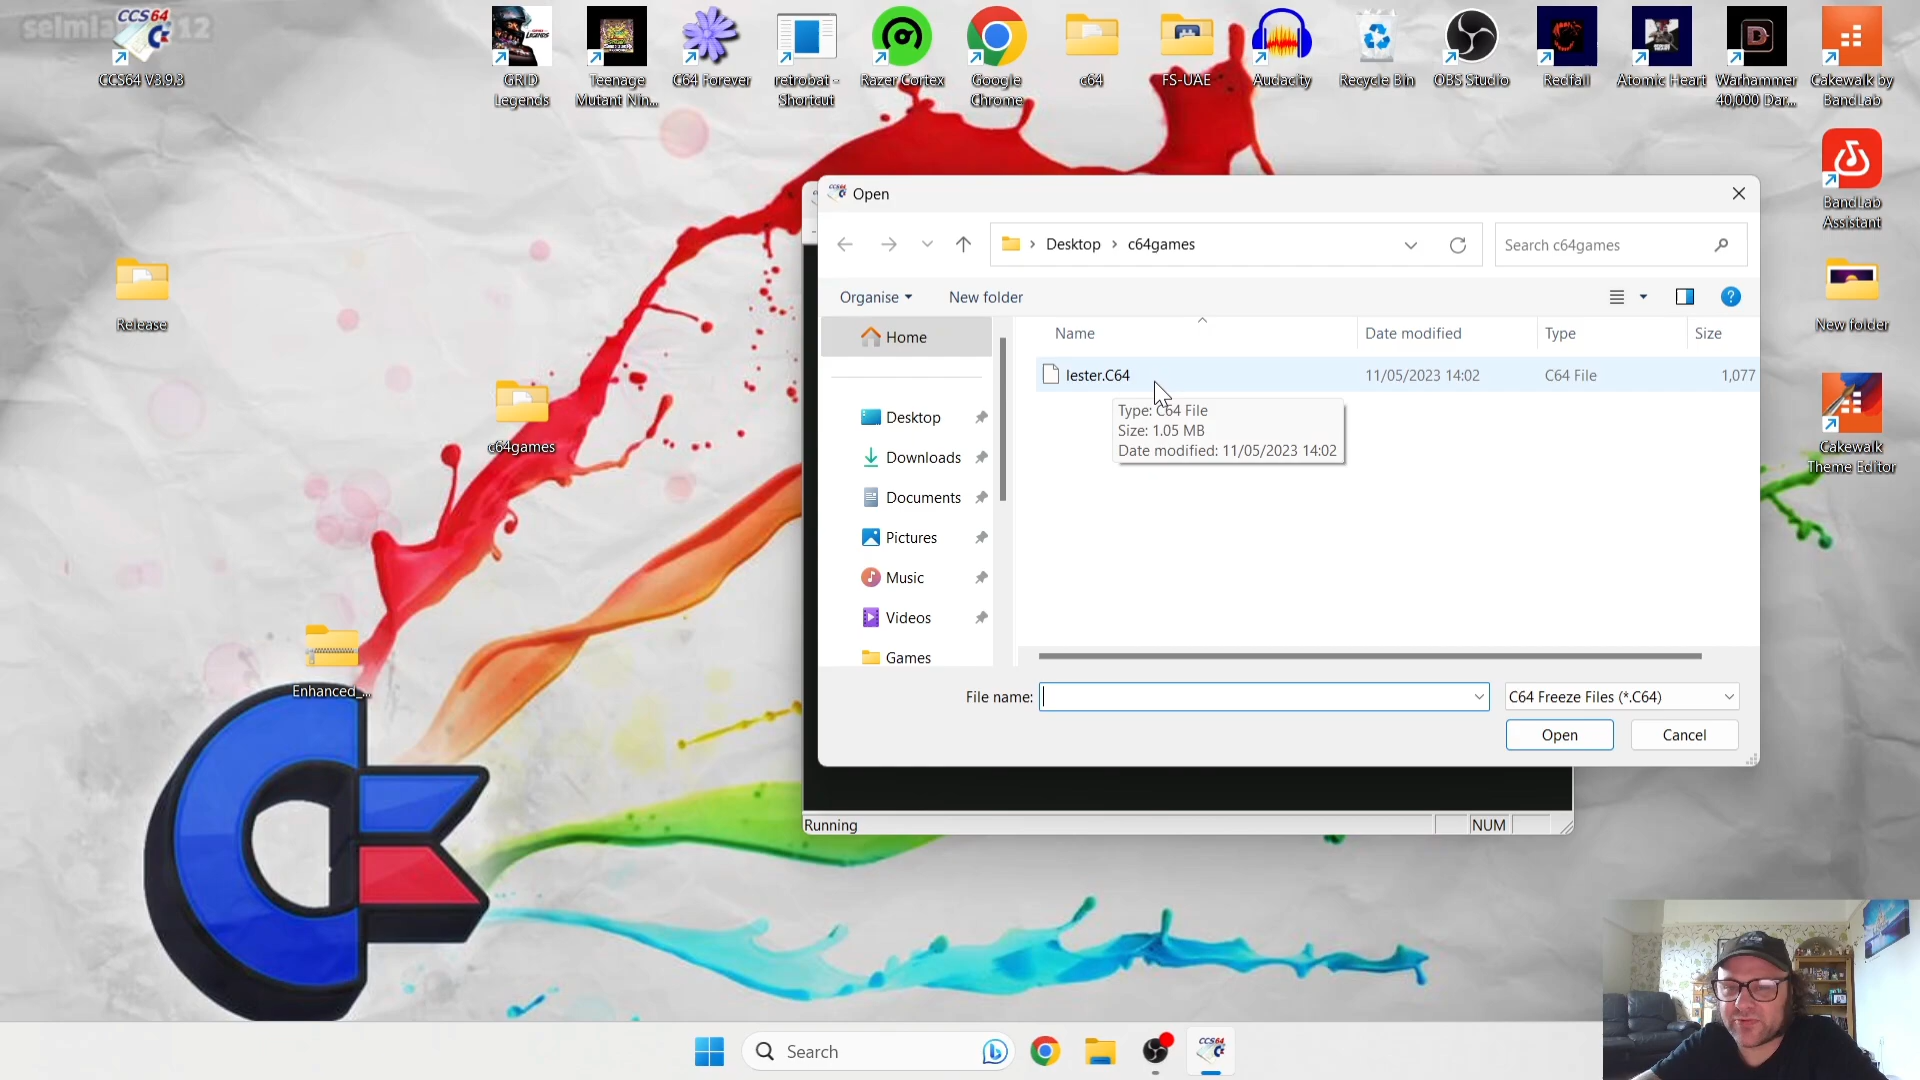 CCS64 V3.9.3
GRID
Legends
Teenage
Mutant Nin...
C64 Forever
retrobat -
Shortcut
Razer Cortex
Google
Chrome
c64
FS-UAE
Audacity
Recycle Bin
OBS Studio
Redfall
Atomic Heart
Warhammer
40,000 Dar...
Cakewalk by
BandLab
BandLab
Assistant
Release
New folder
c64games
Cakewalk
Theme Editor
Enhanced_...
Open
Desktop
c64games
Search c64games
Organise
New folder
Home
Desktop
Downloads
Documents
Pictures
Music
Videos
Games
Name
Date modified
Type
Size
lester.C64
11/05/2023 14:02
C64 File
1,077
Type: C64 File
Size: 1.05 MB
Date modified: 11/05/2023 14:02
File name:
C64 Freeze Files (*.C64)
Open
Cancel
Running
NUM
Search